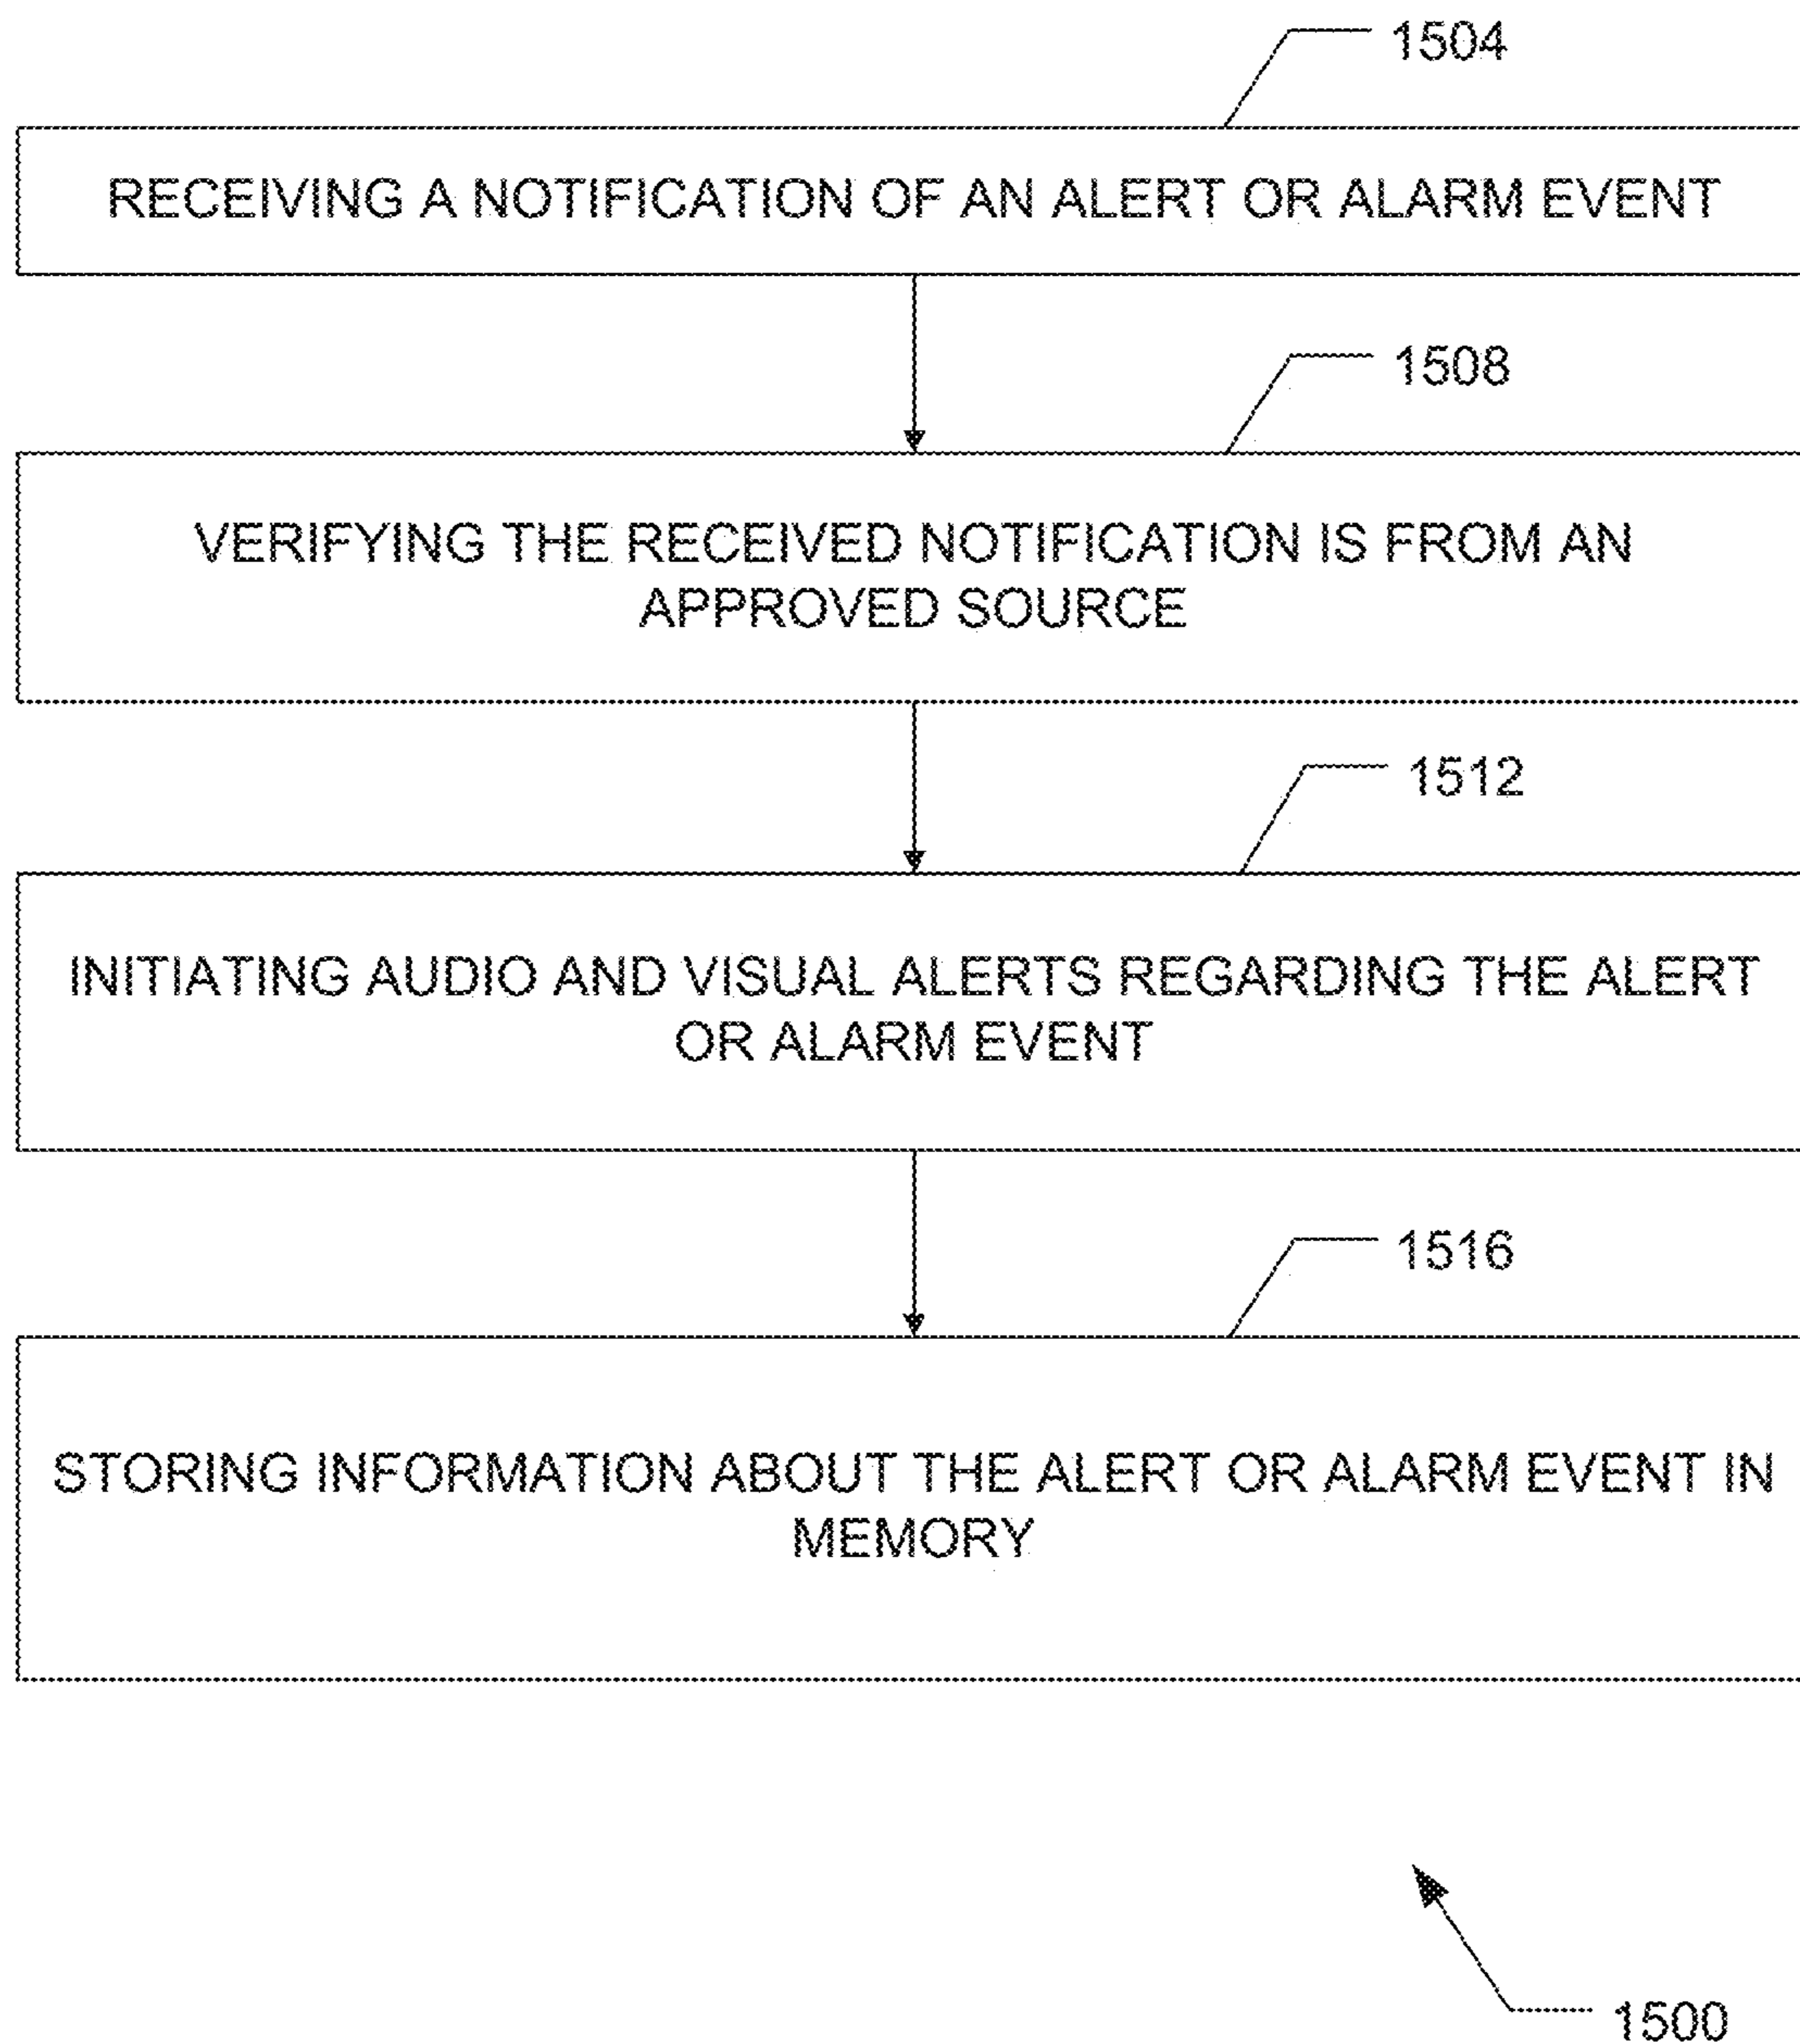 1504
RECEIVING A NOTIFICATION OF AN ALERT OR ALARM EVENT
1508
VERIFYING THE RECEIVED NOTIFICATION IS FROM AN
APPROVED SOURCE
1512
INITIATING AUDIO AND VISUAL ALERTS REGARDING THE ALERT
OR ALARM EVENT
1516
STORING INFORMATION ABOUT THE ALERT OR ALARM EVENT IN
MEMORY
1500